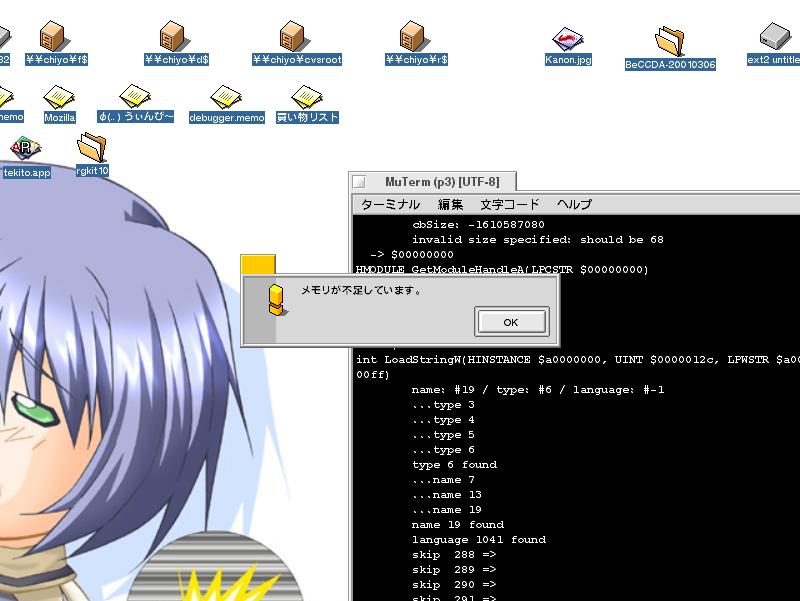 32
¥¥chiyo¥f$
¥¥chiyo¥d$
¥¥chiyo¥cvsroot
¥¥chiyo¥r$
Kanon.jpg
BeCCDA-20010306
ext2 untitle
memo
Mozilla
φ(..) うぃんび〜
debugger.memo
買い物リスト
tekito.app
rgkit10
MuTerm (p3) [UTF-8]
ターミナル 編集 文字コード ヘルプ
cbSize: -1610587080
invalid size specified: should be 68
-> $00000000
HMODULE GetModuleHandleA(LPCSTR $00000000)
メモリが不足しています。
OK
int LoadStringW(HINSTANCE $a0000000, UINT $0000012c, LPWSTR $a0
00ff)
name: #19 / type: #6 / language: #-1
...type 3
...type 4
...type 5
...type 6
type 6 found
...name 7
...name 13
...name 19
name 19 found
language 1041 found
skip 288 =>
skip 289 =>
skip 290 =>
skip 291 =>